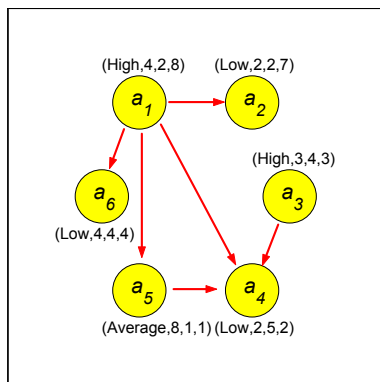 (High,4,2,8) (Low,2,2,7)
a1 a2
(High,3,4,3)
a6 a3
(Low,4,4,4)
a5 a4
(Average,8,1,1) (Low,2,5,2)